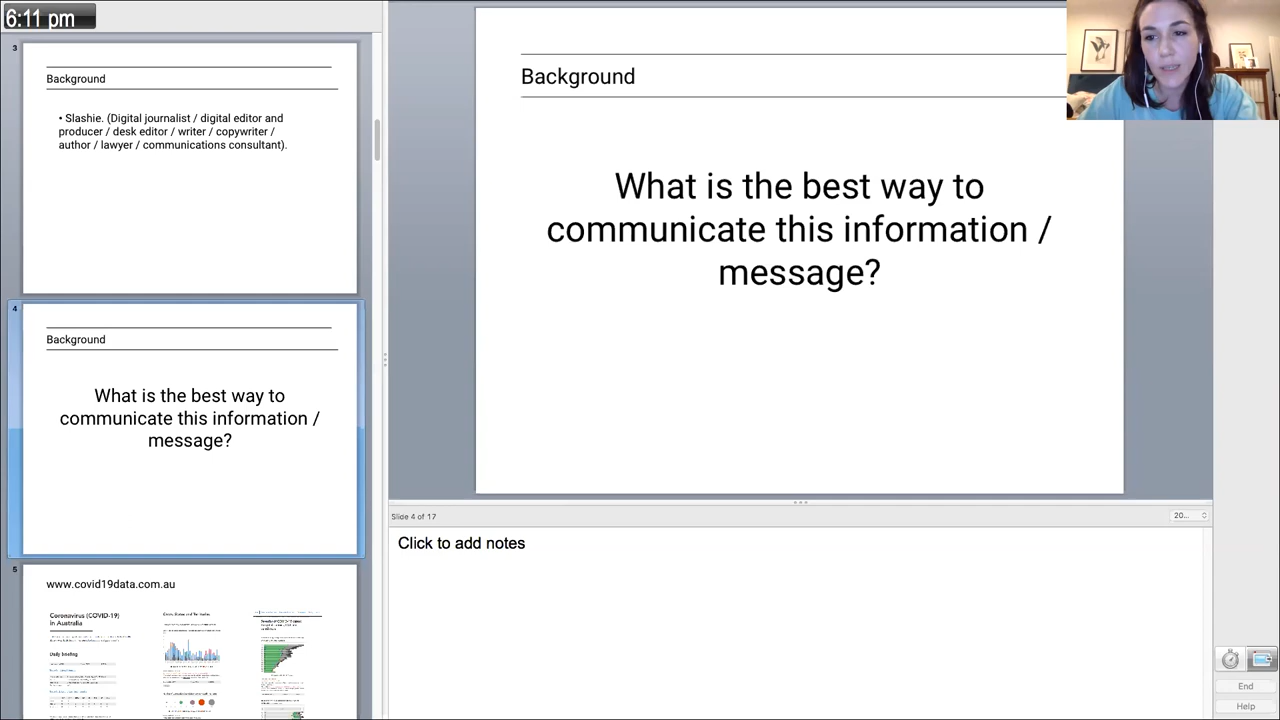 6:11 pm
3
Background
• Slashie. (Digital journalist / digital editor and
producer / desk editor / writer / copywriter /
author / lawyer / communications consultant).
4
Background
What is the best way to
communicate this information /
message?
5
www.covid19data.com.au
Coronavirus (COVID-19)
in Australia
Daily briefing
Background
What is the best way to
communicate this information /
message?
Slide 4 of 17
20...
Click to add notes
End
Help